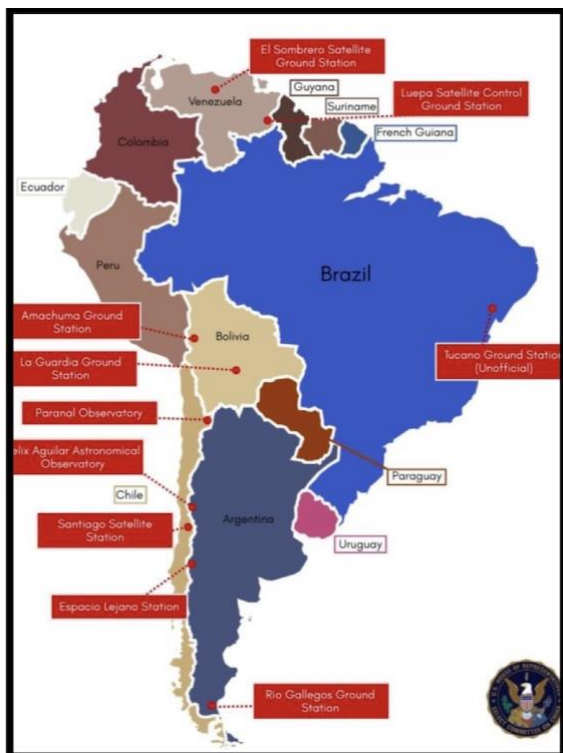 El Sombrero Satellite
Ground Station
Guyana
Luepa Satellite Control
Ground Station
Venezuela
Suriname
French Guiana
Colombia
Ecuador
Peru
Brazil
Amachuma Ground
Station
Bolivia
La Guardia Ground
Station
Tucano Ground Station
(Unofficial)
Paranal Observatory
elix Aguilar Astronomical
Observatory
Paraguay
Chile
Argentina
Santiago Satellite
Station
Uruguay
Espacio Lejano Station
Rio Gallegos Ground
Station